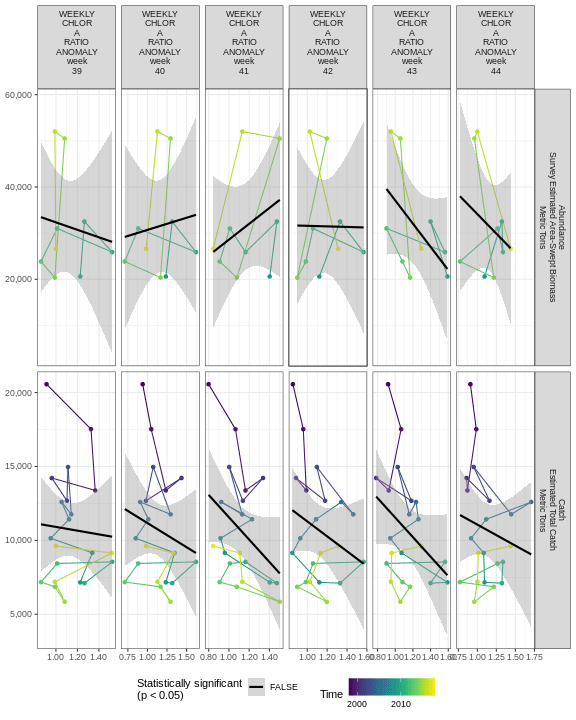 WEEKLY
CHLOR
A
RATIO
ANOMALY
week
39
WEEKLY
CHLOR
A
RATIO
ANOMALY
week
40
WEEKLY
CHLOR
A
RATIO
ANOMALY
week
41
WEEKLY
CHLOR
A
RATIO
ANOMALY
week
42
WEEKLY
CHLOR
A
RATIO
ANOMALY
week
43
WEEKLY
CHLOR
A
RATIO
ANOMALY
week
44
60,000
40,000
20,000
Abundance
Survey Estimated Area-Swept Biomass
Metric Tons
20,000
15,000
10,000
5,000
Catch
Estimated Total Catch
Metric Tons
1.00 1.20 1.40
0.75 1.00 1.25 1.50
0.80 1.00 1.20 1.40
1.00 1.20 1.40 1.60
0.80 1.00 1.20 1.40 1.60
0.75 1.00 1.25 1.50 1.75
Statistically significant
(p < 0.05)
FALSE
Time
2000 2010